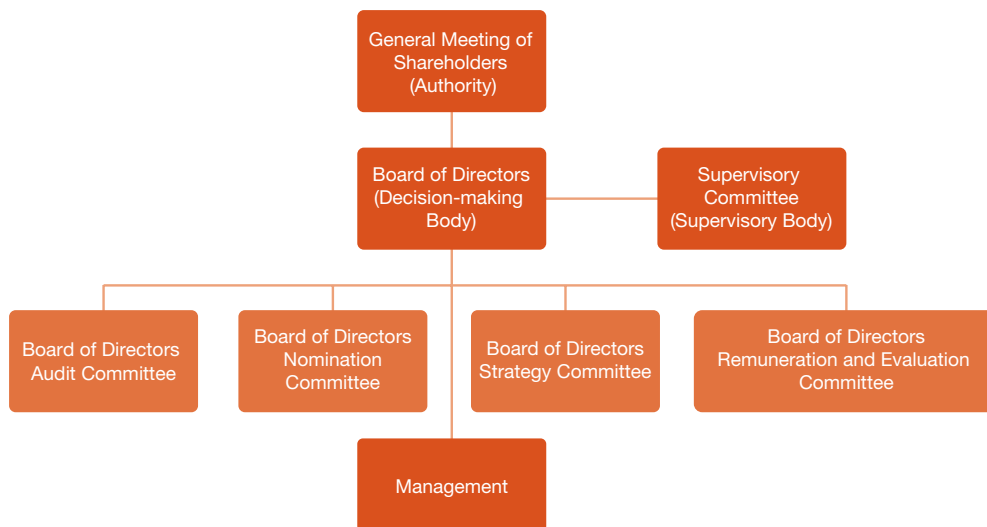 General Meeting of
Shareholders
(Authority)
Board of Directors
(Decision-making
Body)
Supervisory
Committee
(Supervisory Body)
Board of Directors
Audit Committee
Board of Directors
Nomination
Committee
Board of Directors
Strategy Committee
Board of Directors
Remuneration and Evaluation
Committee
Management